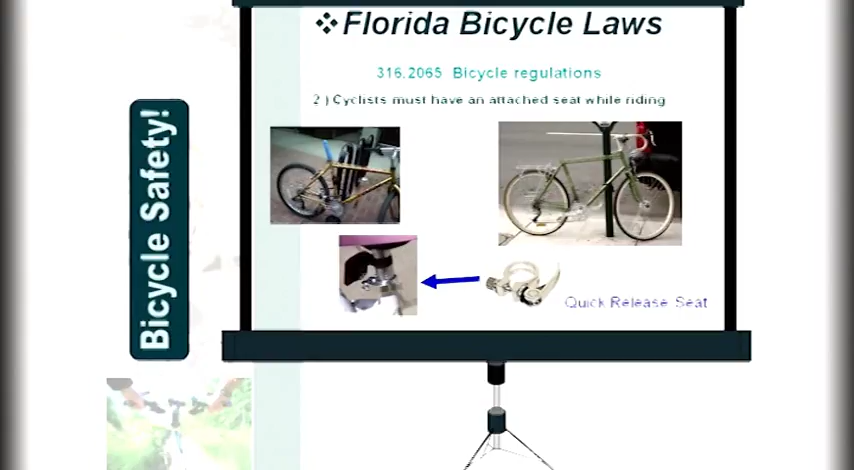 ❖Florida Bicycle Laws
316.2065 Bicycle regulations
2 ) Cyclists must have an attached seat while riding
Bicycle Safety!
Quick Release Seat